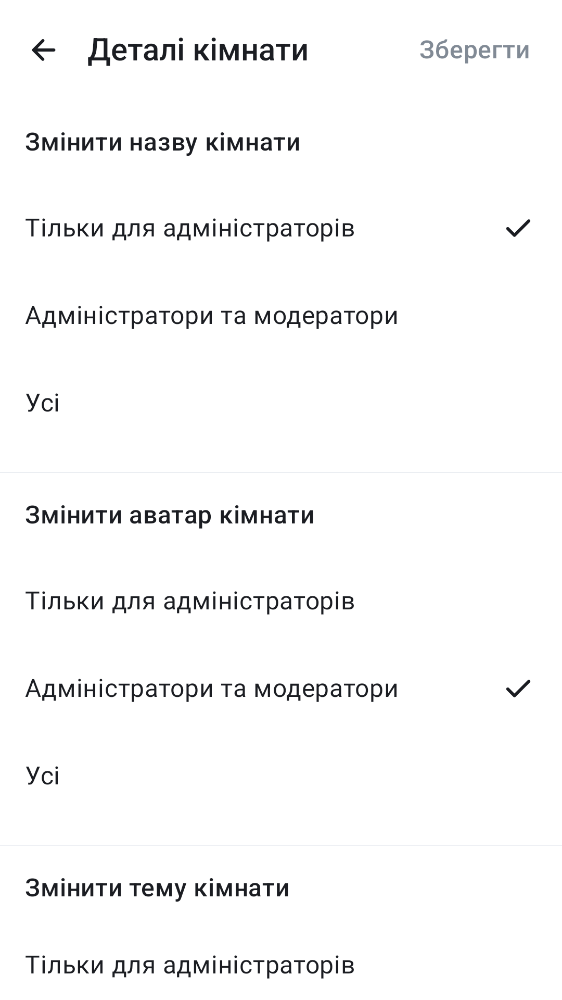 Деталі кімнати
Зберегти
Змінити назву кімнати
Тільки для адміністраторів
Адміністратори та модератори
Усі
Змінити аватар кімнати
Тільки для адміністраторів
Адміністратори та модератори
Усі
Змінити тему кімнати
Тільки для адміністраторів